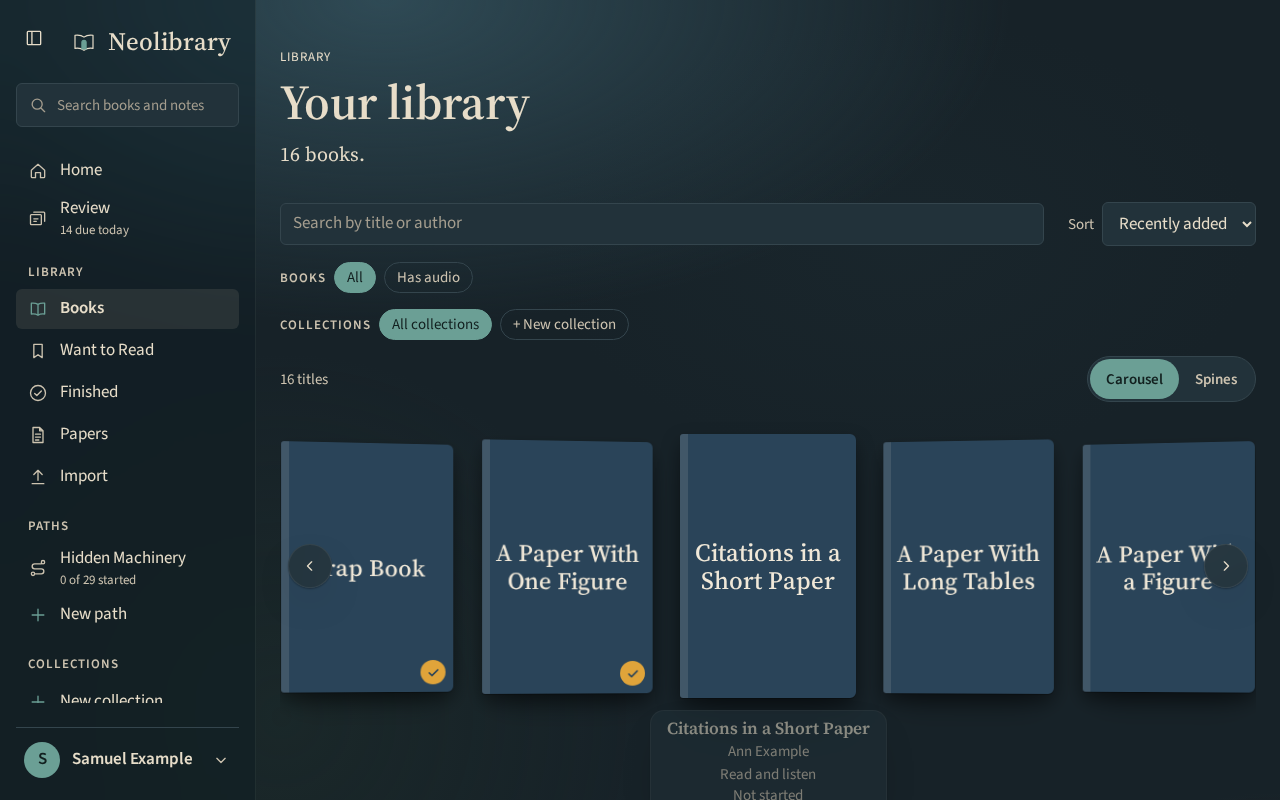 Neolibrary
Search books and notes
Home
Review
14 due today
LIBRARY
Books
Want to Read
Finished
Papers
Import
PATHS
Hidden Machinery
0 of 29 started
New path
COLLECTIONS
New collection
S
Samuel Example
LIBRARY
Your library
16 books.
Search by title or author
Sort
Recently added
BOOKS
All
Has audio
COLLECTIONS
All collections
+ New collection
16 titles
Carousel
Spines
Book
A Paper With
One Figure
Citations in a
Short Paper
A Paper With
Long Tables
A Paper
a Figure
Citations in a Short Paper
Ann Example
Read and listen
Not started